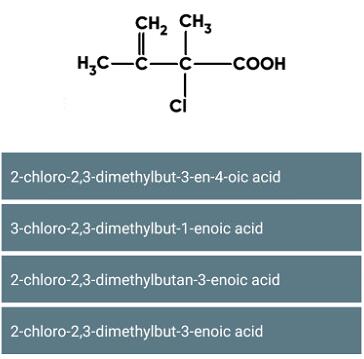 CH₂ CH₃
H₃C—C—C—COOH
Cl
2-chloro-2,3-dimethylbut-3-en-4-oic acid
3-chloro-2,3-dimethylbut-1-enoic acid
2-chloro-2,3-dimethylbutan-3-enoic acid
2-chloro-2,3-dimethylbut-3-enoic acid